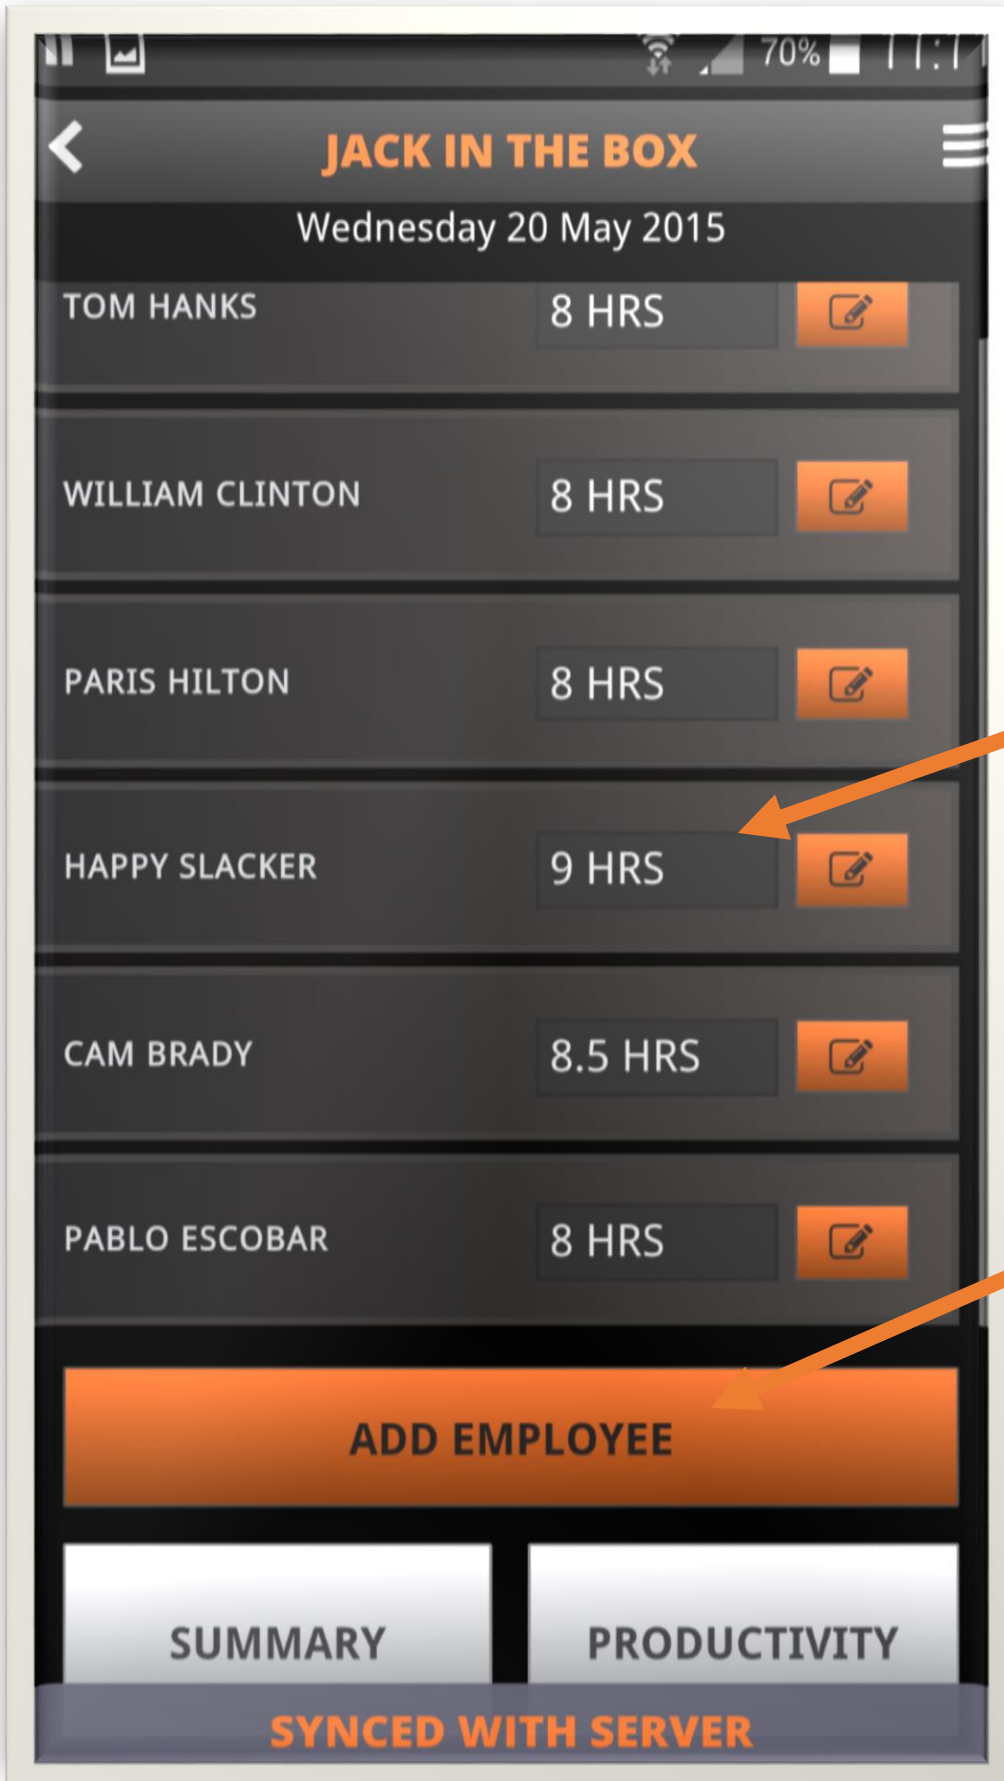 70%
JACK IN THE BOX
Wednesday 20 May 2015
TOM HANKS 8 HRS
WILLIAM CLINTON 8 HRS
PARIS HILTON 8 HRS
HAPPY SLACKER 9 HRS
CAM BRADY 8.5 HRS
PABLO ESCOBAR 8 HRS
ADD EMPLOYEE
SUMMARY PRODUCTIVITY
SYNCED WITH SERVER